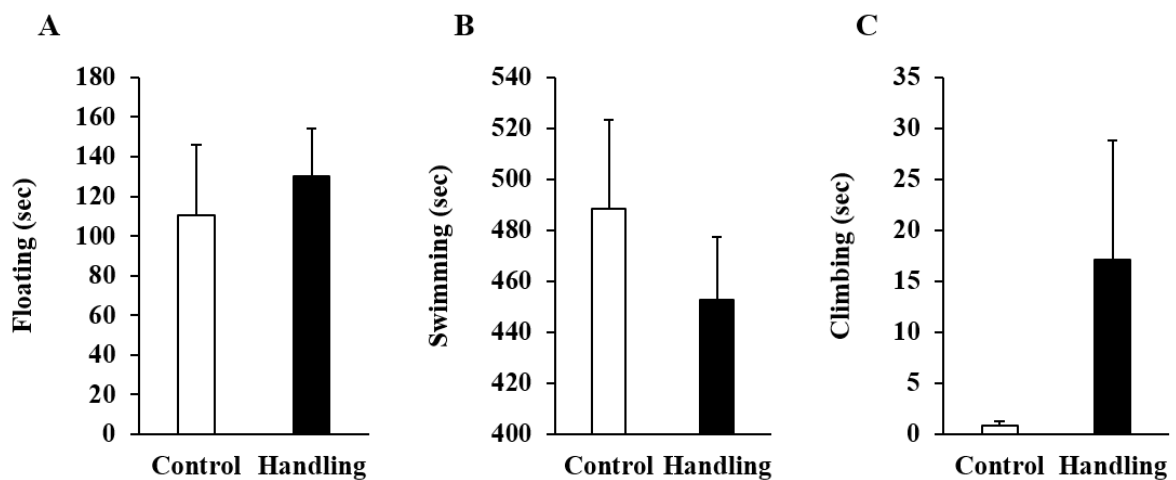 A
Floating (sec)
180
160
140
120
100
80
60
40
20
0
Control Handling
B
Swimming (sec)
540
520
500
480
460
440
420
400
Control Handling
C
Climbing (sec)
35
30
25
20
15
10
5
0
Control Handling